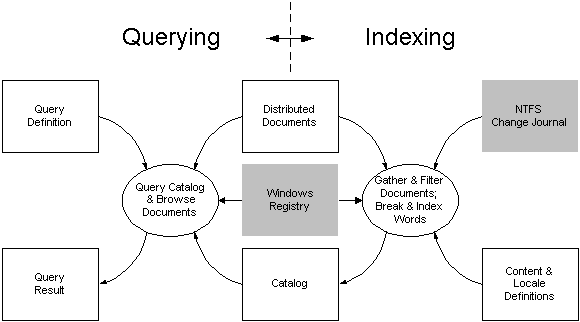 Querying
Indexing
Query
Definition
Distributed
Documents
NTFS
Change Journal
Query Catalog
& Browse
Documents
Windows
Registry
Gather & Filter
Documents;
Break & Index
Words
Query
Result
Catalog
Content &
Locale
Definitions